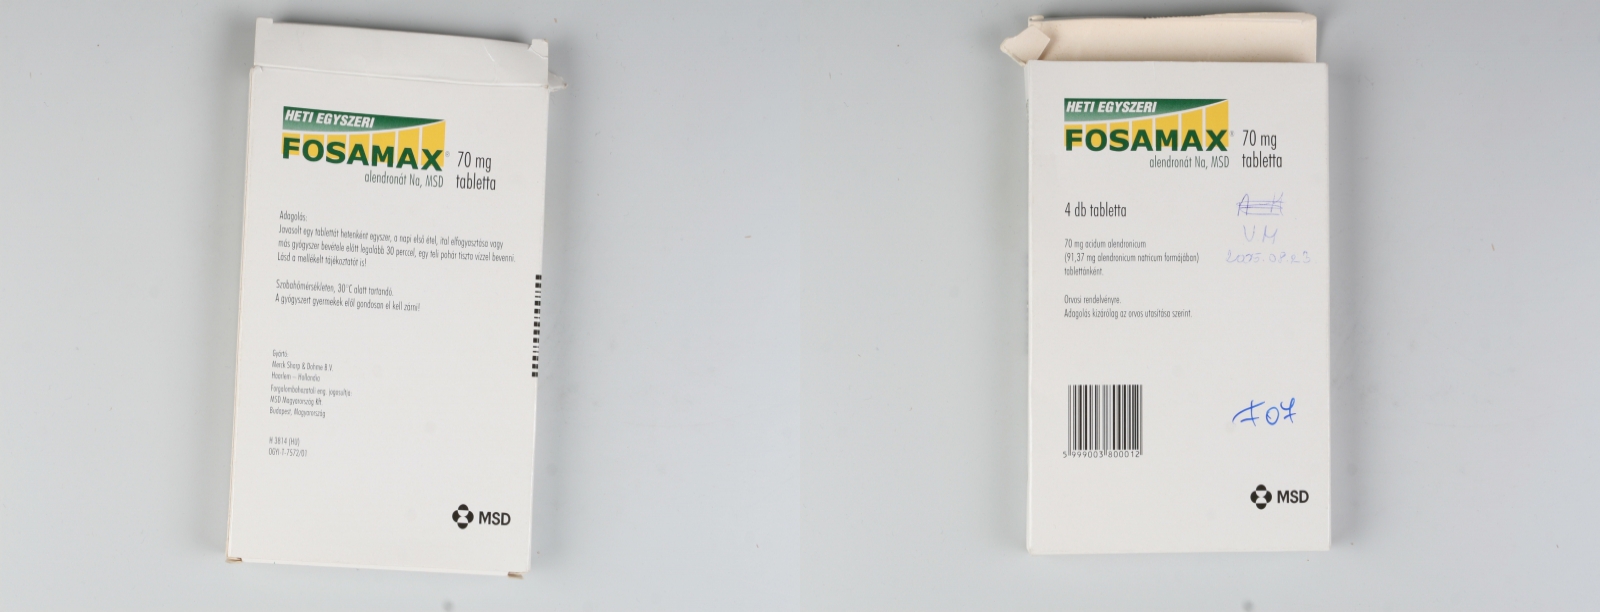 HETI EGYSZERI
FOSAMAX® 70 mg
alendronát Na, MSD tabletta
Adagolás:
Javasolt egy tablettát hetenként egyszer, a napi első étel, ital elfogyasztása vagy
más gyógyszer bevétele előtt legalább 30 perccel, egy teli pohár tiszta vízzel bevenni.
Lásd a mellékelt tájékoztatót is!
Szobahőmérsékleten, 30°C alatt tartandó.
A gyógyszert gyermekek elől gondosan el kell zárni!
Gyártó:
Merck Sharp & Dohme B.V.
Haarlem – Hollandia
Forgalombahozatali eng. jogosultja:
MSD Magyarország Kft.
Budapest, Magyarország
H 3814 (HU)
OGYI-T-7572/01
MSD
HETI EGYSZERI
FOSAMAX® 70 mg
alendronát Na, MSD tabletta
4 db tabletta
70 mg acidum alendronicum
(91,37 mg alendronicum natricum formájában)
tablettánként.
Orvosi rendelvényre.
Adagolás kizárólag az orvos utasítása szerint.
VM
5 999003 800012
707
MSD